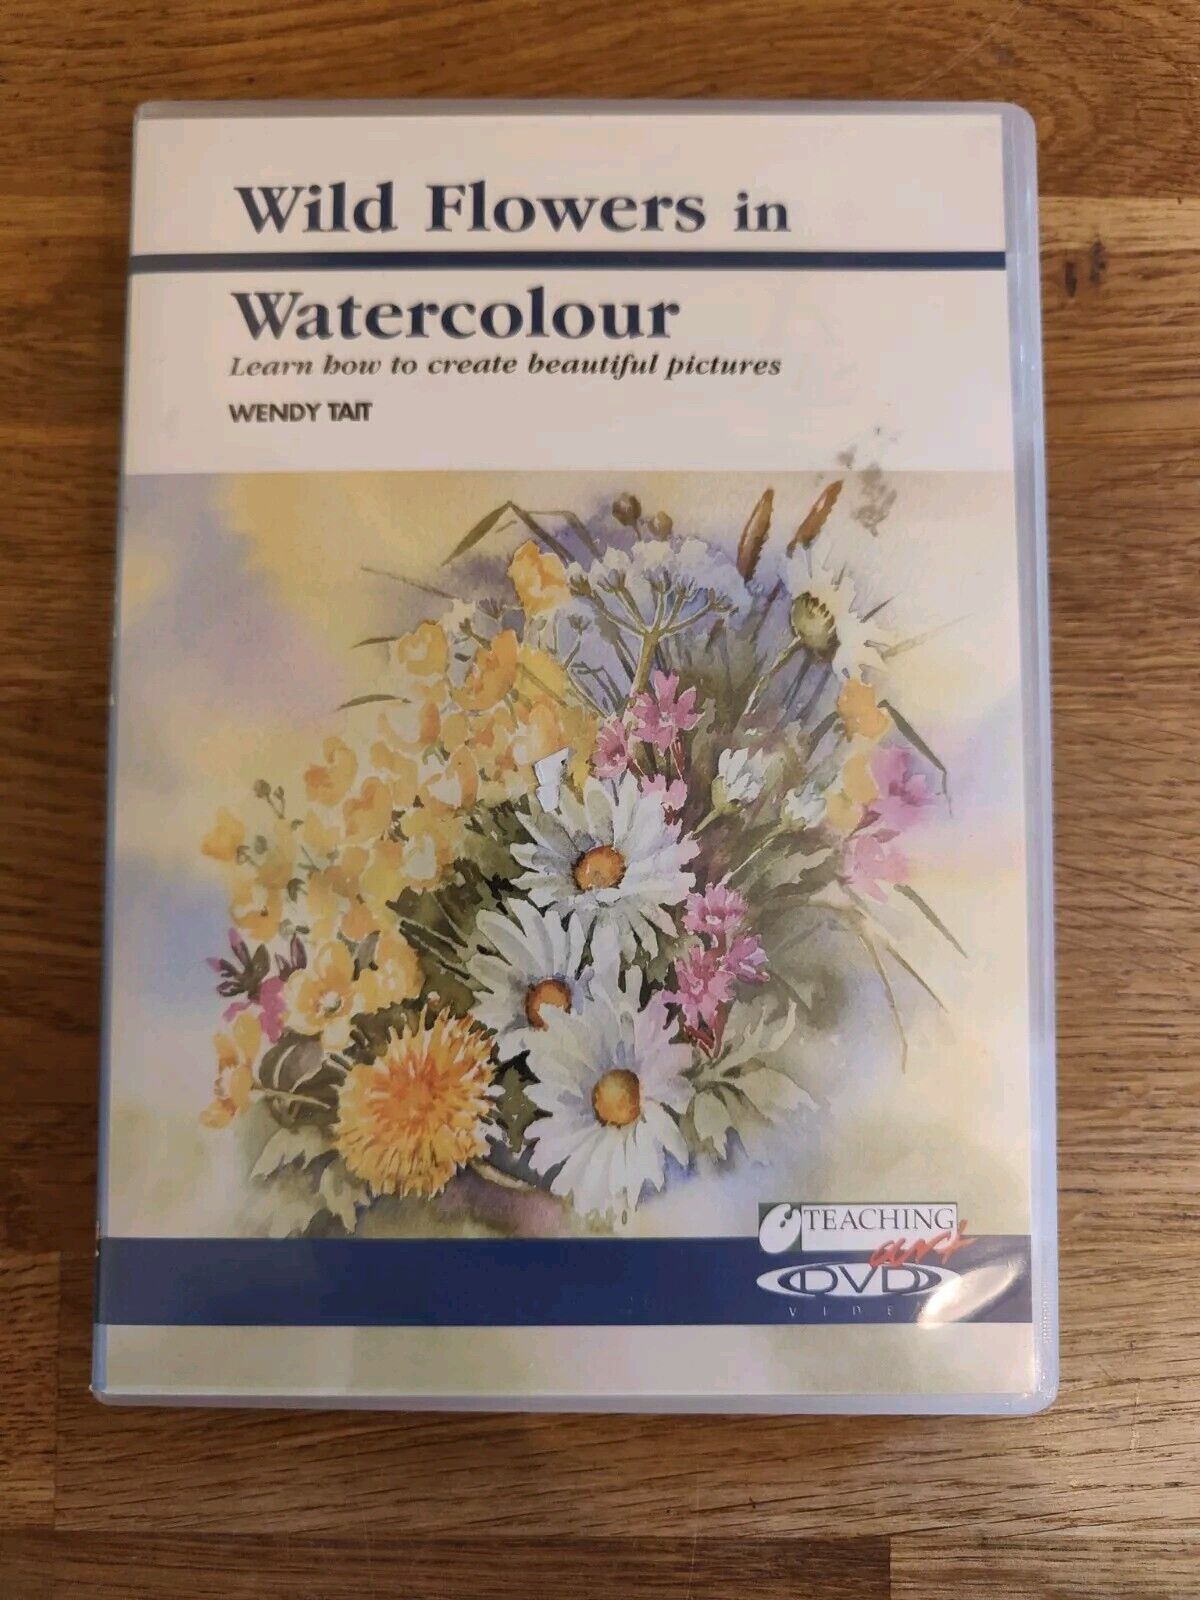 Wild Flowers in
Watercolour
Learn how to create beautiful pictures
WENDY TAIT
TEACHING
art
DVD
VIDEO